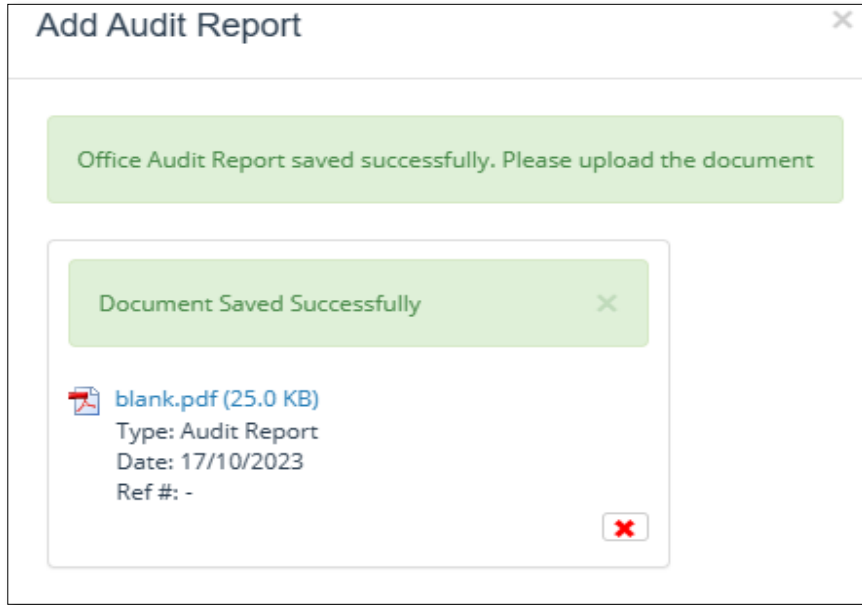 Add Audit Report
Office Audit Report saved successfully. Please upload the document
Document Saved Successfully
blank.pdf (25.0 KB)
Type: Audit Report
Date: 17/10/2023
Ref #: -